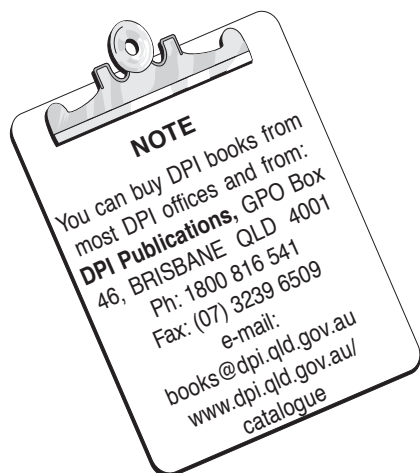 NOTE
You can buy DPI books from
most DPI offices and from:
DPI Publications, GPO Box
46, BRISBANE QLD 4001
Ph: 1800 816 541
Fax: (07) 3239 6509
e-mail:
books@dpi.qld.gov.au
www.dpi.qld.gov.au/
catalogue